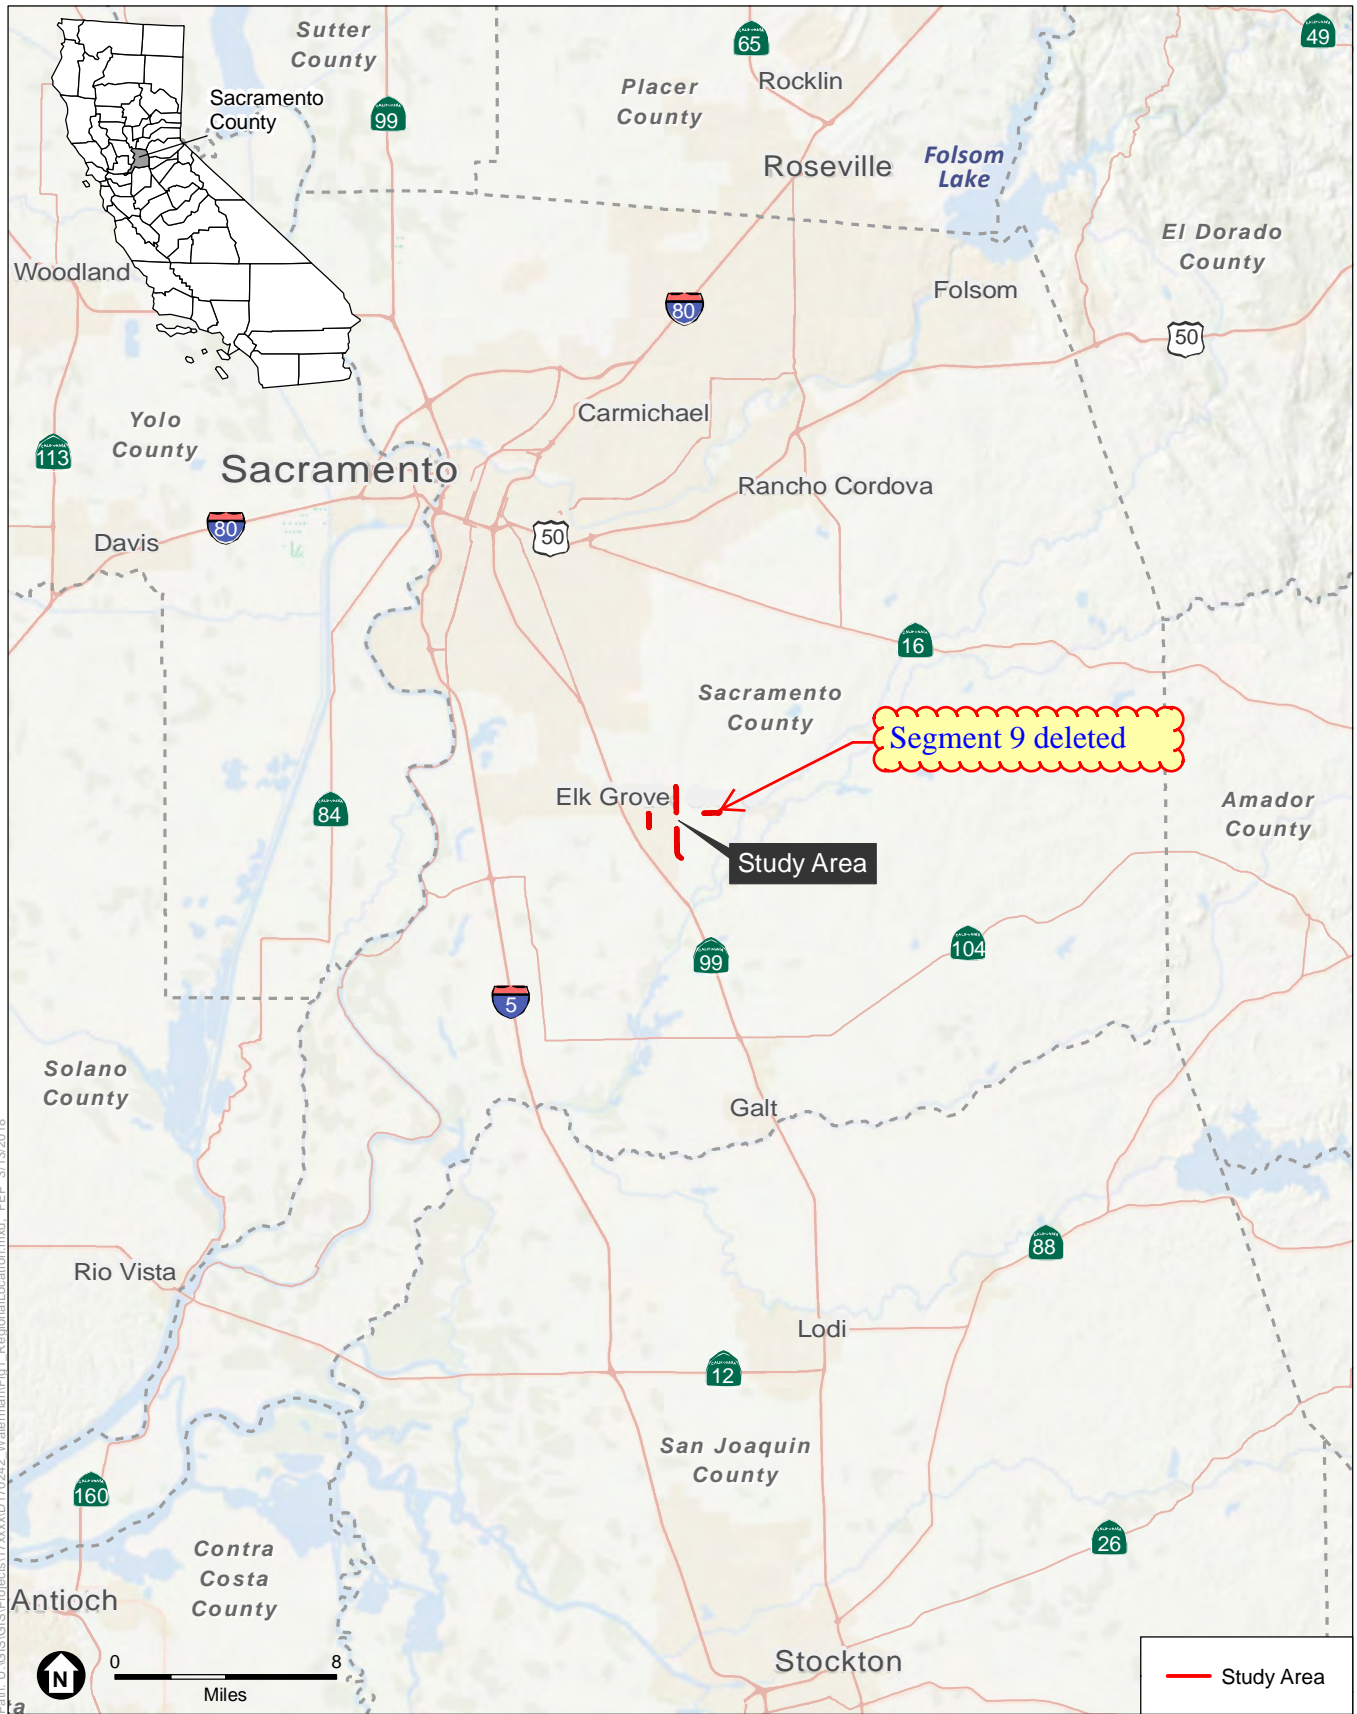 Sutter
County
65
49
Rocklin
Placer
County
Sacramento
County
99
Roseville
Folsom
Lake
El Dorado
County
Woodland
Folsom
80
50
Carmichael
Yolo
County
113
Sacramento
Rancho Cordova
80
50
Davis
16
Sacramento
County
Segment 9 deleted
Elk Grove
84
Amador
County
Study Area
99
104
5
Solano
County
Galt
88
Rio Vista
Lodi
12
San Joaquin
County
160
26
Contra
Costa
County
Antioch
Stockton
N
0 8
Miles
Study Area